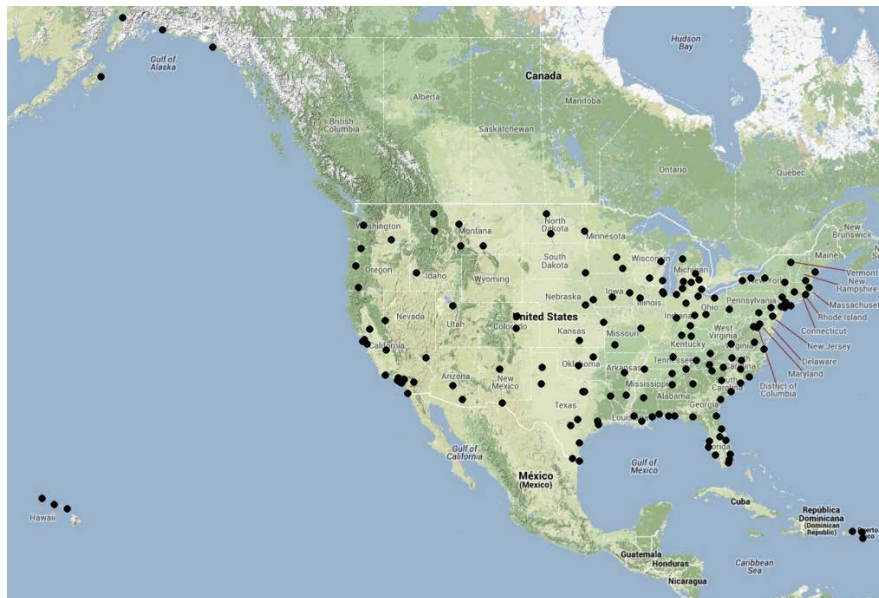 Hudson
Bay
Gulf of
Alaska
Canada
Alberta
Manitoba
British
Columbia
Saskatchewan
Ontario
Quebec
New
Brunswick
Washington
Montana
North
Dakota
Minnesota
Maine
Vermont
New
Hampshire
Massachuset
Rhode Island
Connecticut
New Jersey
Delaware
Maryland
District of
Columbia
Oregon
Idaho
Wyoming
South
Dakota
Wisconsin
Michigan
New York
Nevada
Utah
Colorado
Nebraska
Iowa
Illinois
Indiana
Ohio
Pennsylvania
United States
Kansas
Missouri
Kentucky
West
Virginia
Virginia
California
Arizona
New
Mexico
Oklahoma
Arkansas
Tennessee
Carolina
South
Carolina
Mississippi
Alabama
Georgia
Texas
Gulf of
California
Gulf of
Mexico
México
(Mexico)
Cuba
República
Dominicana
(Dominican
Republic)
Hawaii
Guatemala
Honduras
Nicaragua
Caribbean
Sea